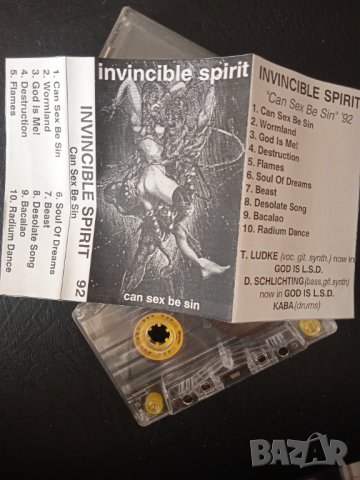 1. Can Sex Be Sin
2. Wormland
3. God Is Me!
4. Destruction
5. Flames
6. Soul Of Dreams
7. Beast
8. Desolate Song
9. Bacalao
10. Radium Dance
INVINCIBLE SPIRIT
Can Sex Be Sin
92
invincible spirit
can sex be sin
INVINCIBLE SPIRIT
"Can Sex Be Sin" '92
1. Can Sex Be Sin
2. Wormland
3. God Is Me!
4. Destruction
5. Flames
6. Soul Of Dreams
7. Beast
8. Desolate Song
9. Bacalao
10. Radium Dance
T. LUDKE (voc. git. synth.) now in
GOD IS L.S.D.
D. SCHLICHTING (bass, git. synth)
now in GOD IS L.S.D.
KABA (drums)
BAZAR
bg